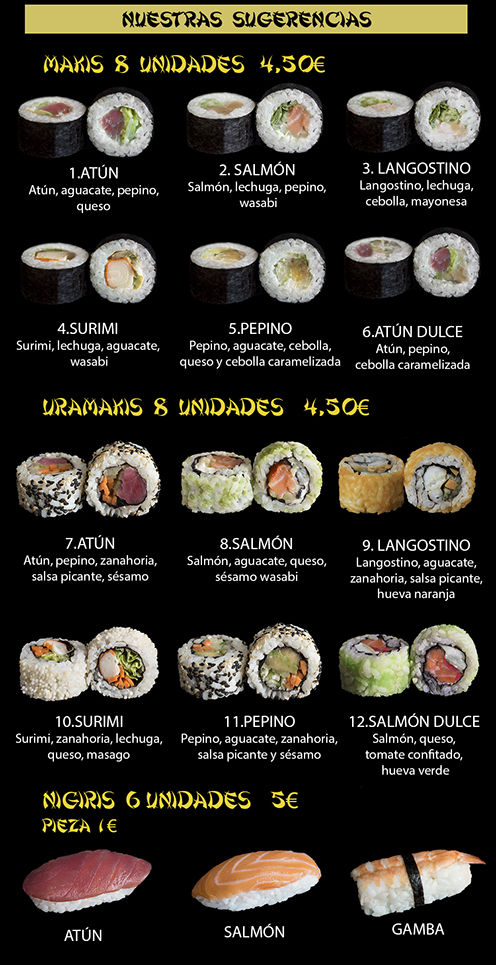 NUESTRAS SUGERENCIAS
MAKIS 8 UNIDADES 4,50€
1.ATÚN
Atún, aguacate, pepino,
queso
2. SALMÓN
Salmón, lechuga, pepino,
wasabi
3. LANGOSTINO
Langostino, lechuga,
cebolla, mayonesa
4.SURIMI
Surimi, lechuga, aguacate,
wasabi
5.PEPINO
Pepino, aguacate, cebolla,
queso y cebolla caramelizada
6.ATÚN DULCE
Atún, pepino,
cebolla caramelizada
URAMAKIS 8 UNIDADES 4,50€
7.ATÚN
Atún, pepino, zanahoria,
salsa picante, sésamo
8.SALMÓN
Salmón, aguacate, queso,
sésamo wasabi
9. LANGOSTINO
Langostino, aguacate,
zanahoria, salsa picante,
hueva naranja
10.SURIMI
Surimi, zanahoria, lechuga,
queso, masago
11.PEPINO
Pepino, aguacate, zanahoria,
salsa picante y sésamo
12.SALMÓN DULCE
Salmón, queso,
tomate confitado,
hueva verde
NIGIRIS 6 UNIDADES 5€
PIEZA 1€
ATÚN
SALMÓN
GAMBA